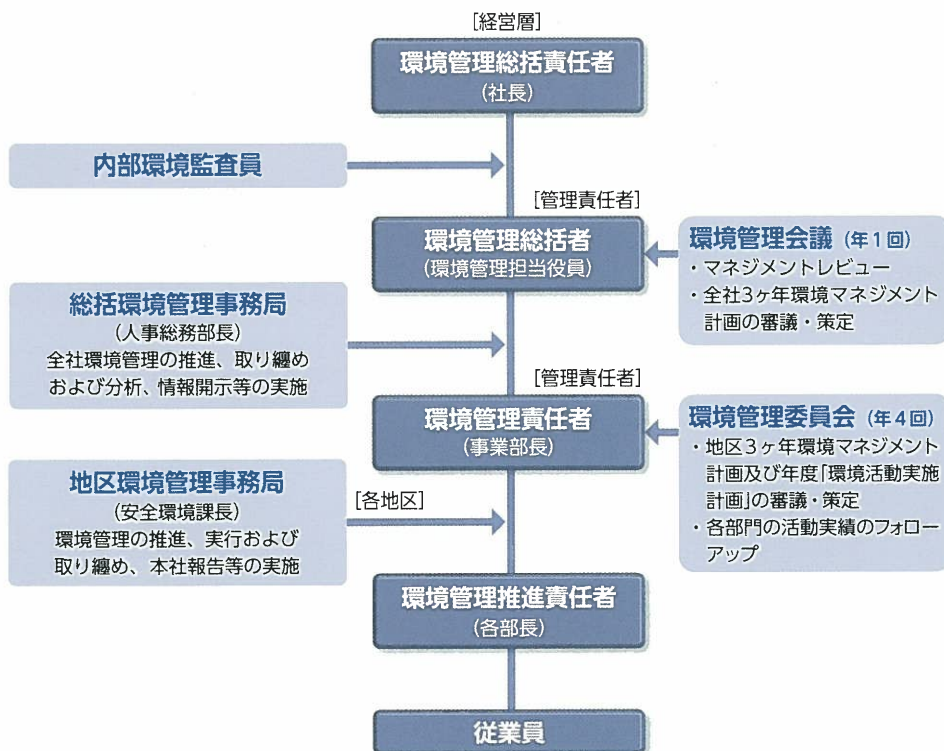 [経営層]
環境管理総括責任者
(社長)
内部環境監査員
[管理責任者]
環境管理総括者
(環境管理担当役員)
環境管理会議(年1回)
・マネジメントレビュー
・全社3ヶ年環境マネジメント
計画の審議・策定
総括環境管理事務局
(人事総務部長)
全社環境管理の推進、取り纏め
および分析、情報開示等の実施
[管理責任者]
環境管理責任者
(事業部長)
環境管理委員会(年4回)
・地区3ヶ年環境マネジメント
計画及び年度「環境活動実施
計画」の審議・策定
・各部門の活動実績のフォロー
アップ
地区環境管理事務局
(安全環境課長)
環境管理の推進、実行および
取り纏め、本社報告等の実施
[各地区]
環境管理推進責任者
(各部長)
従業員